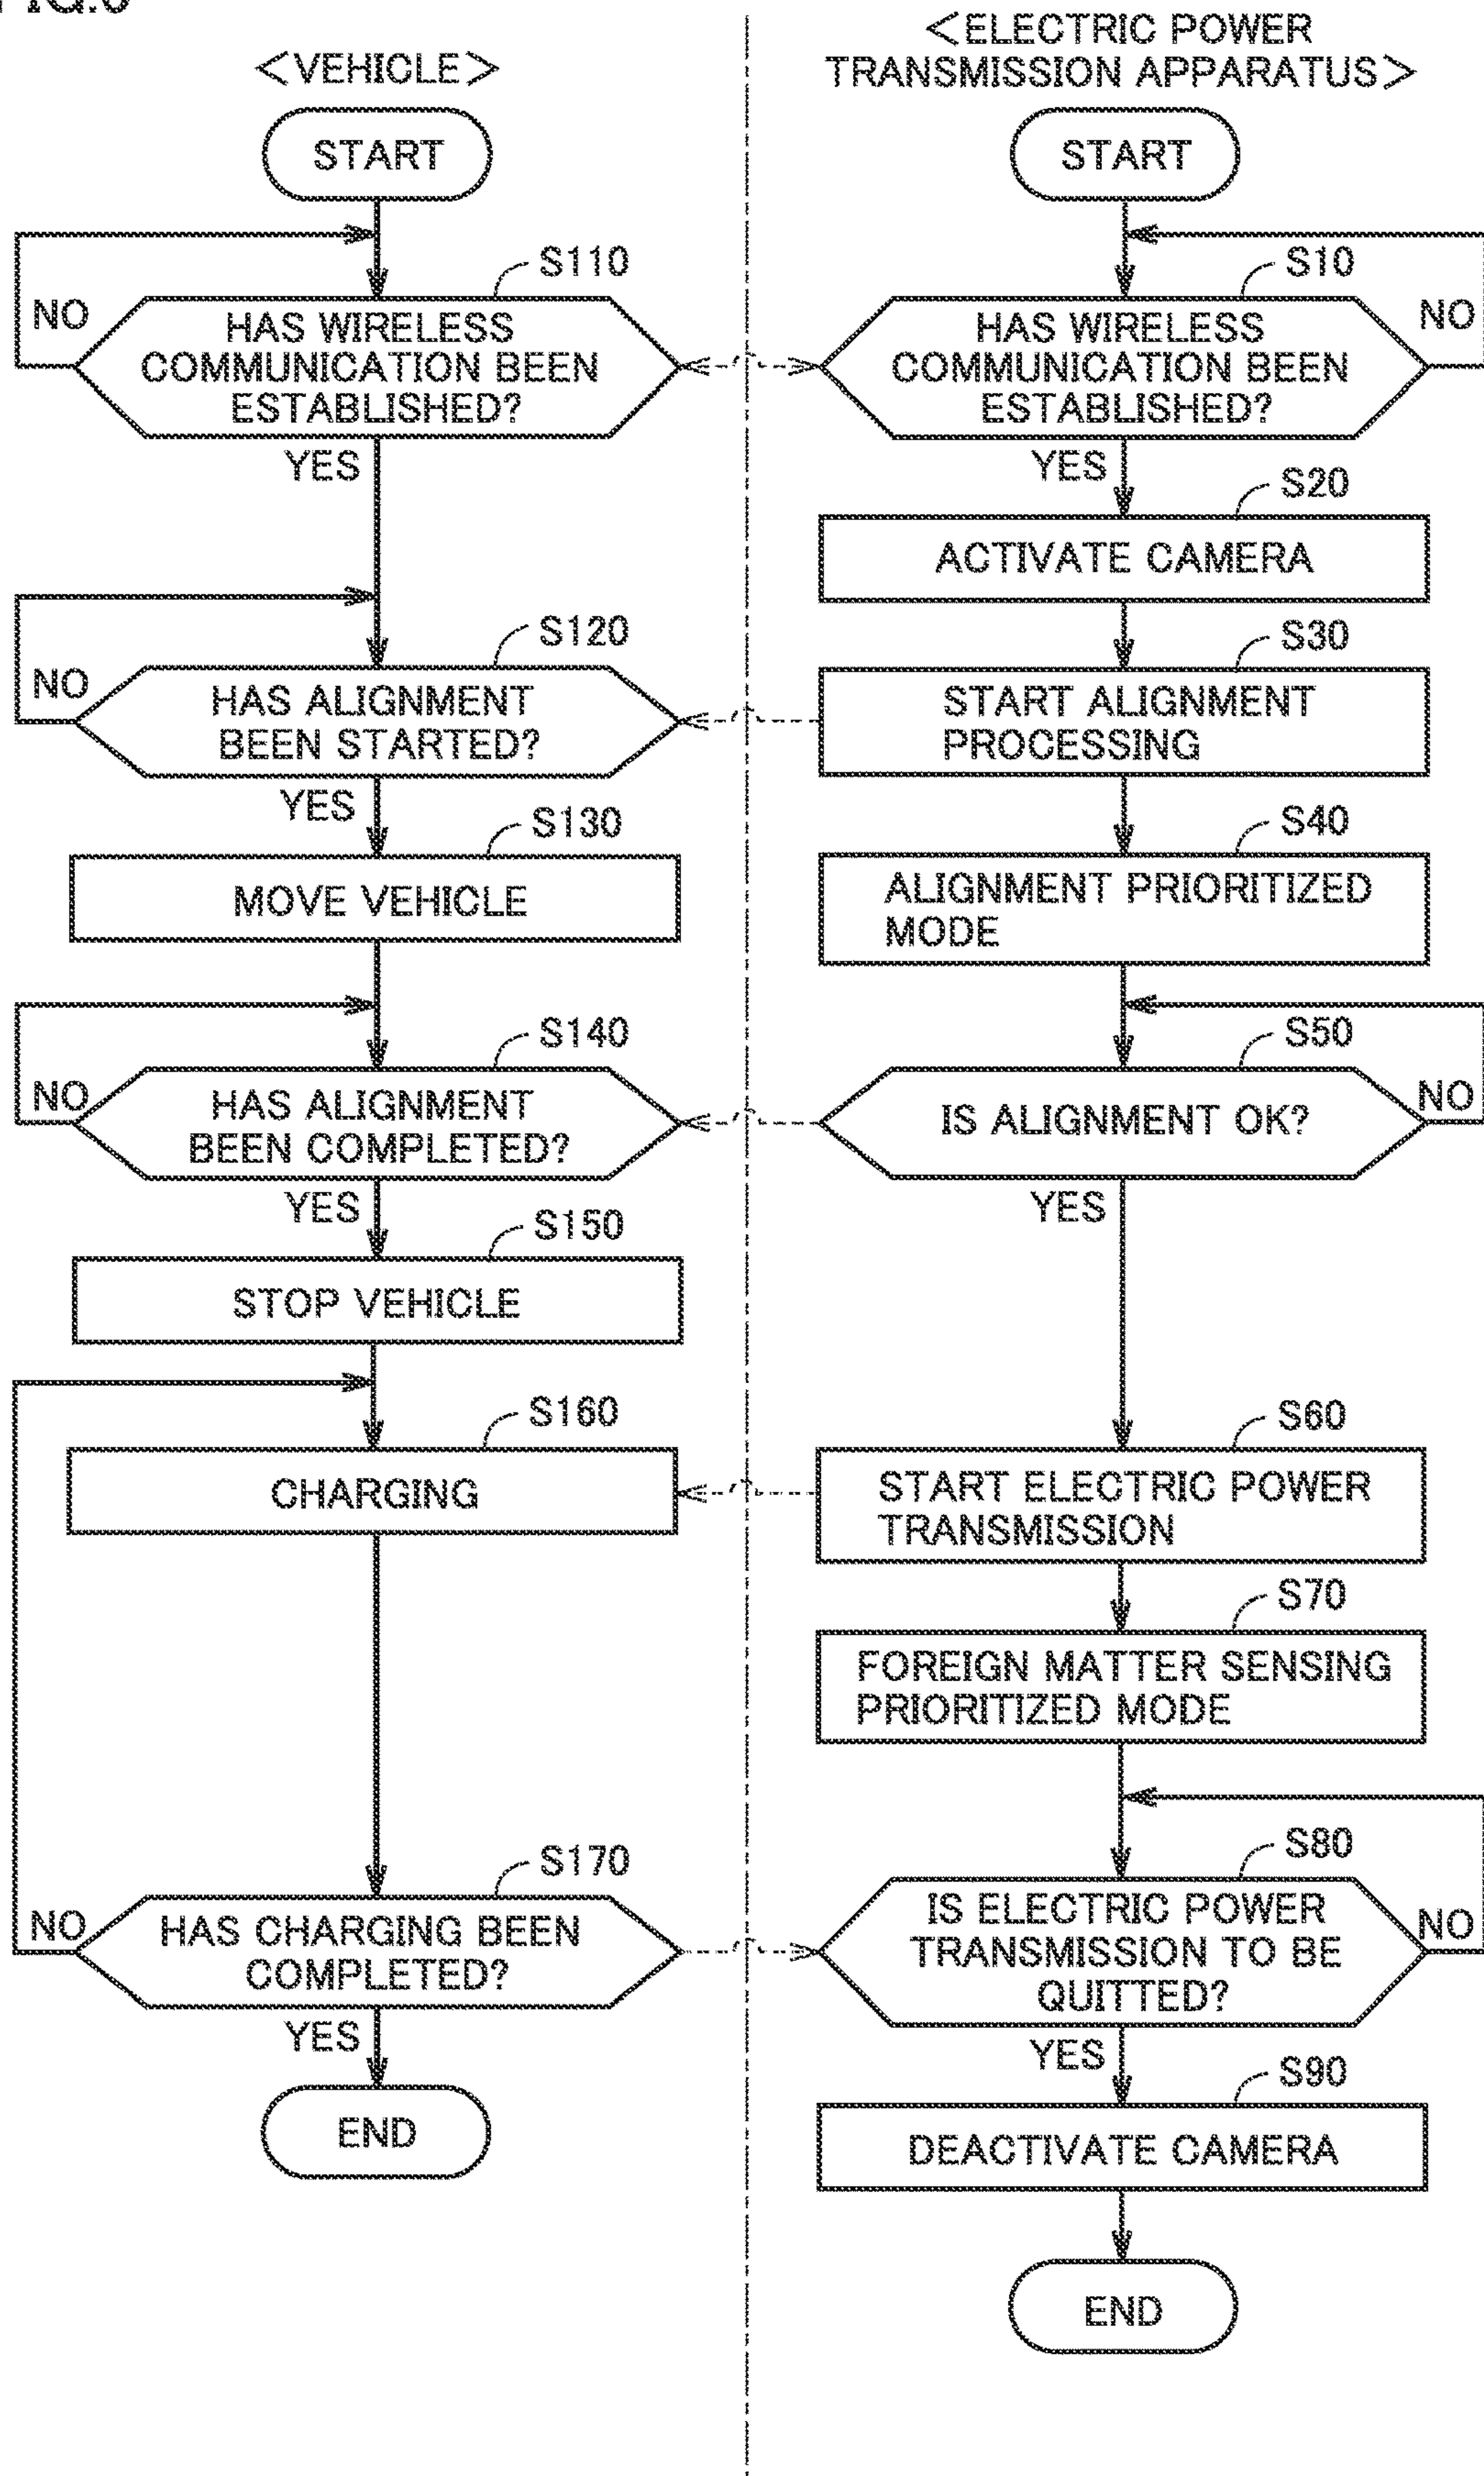 <VEHICLE>
START
S110
NO
HAS WIRELESS
COMMUNICATION BEEN
ESTABLISHED?
YES
S120
NO
HAS ALIGNMENT
BEEN STARTED?
YES
S130
MOVE VEHICLE
S140
NO
HAS ALIGNMENT
BEEN COMPLETED?
YES
S150
STOP VEHICLE
S160
CHARGING
S170
NO
HAS CHARGING BEEN
COMPLETED?
YES
END
<ELECTRIC POWER
TRANSMISSION APPARATUS>
START
S10
NO
HAS WIRELESS
COMMUNICATION BEEN
ESTABLISHED?
YES
S20
ACTIVATE CAMERA
S30
START ALIGNMENT
PROCESSING
S40
ALIGNMENT PRIORITIZED
MODE
S50
IS ALIGNMENT OK?
NO
YES
S60
START ELECTRIC POWER
TRANSMISSION
S70
FOREIGN MATTER SENSING
PRIORITIZED MODE
S80
IS ELECTRIC POWER
TRANSMISSION TO BE
QUITTED?
NO
YES
S90
DEACTIVATE CAMERA
END